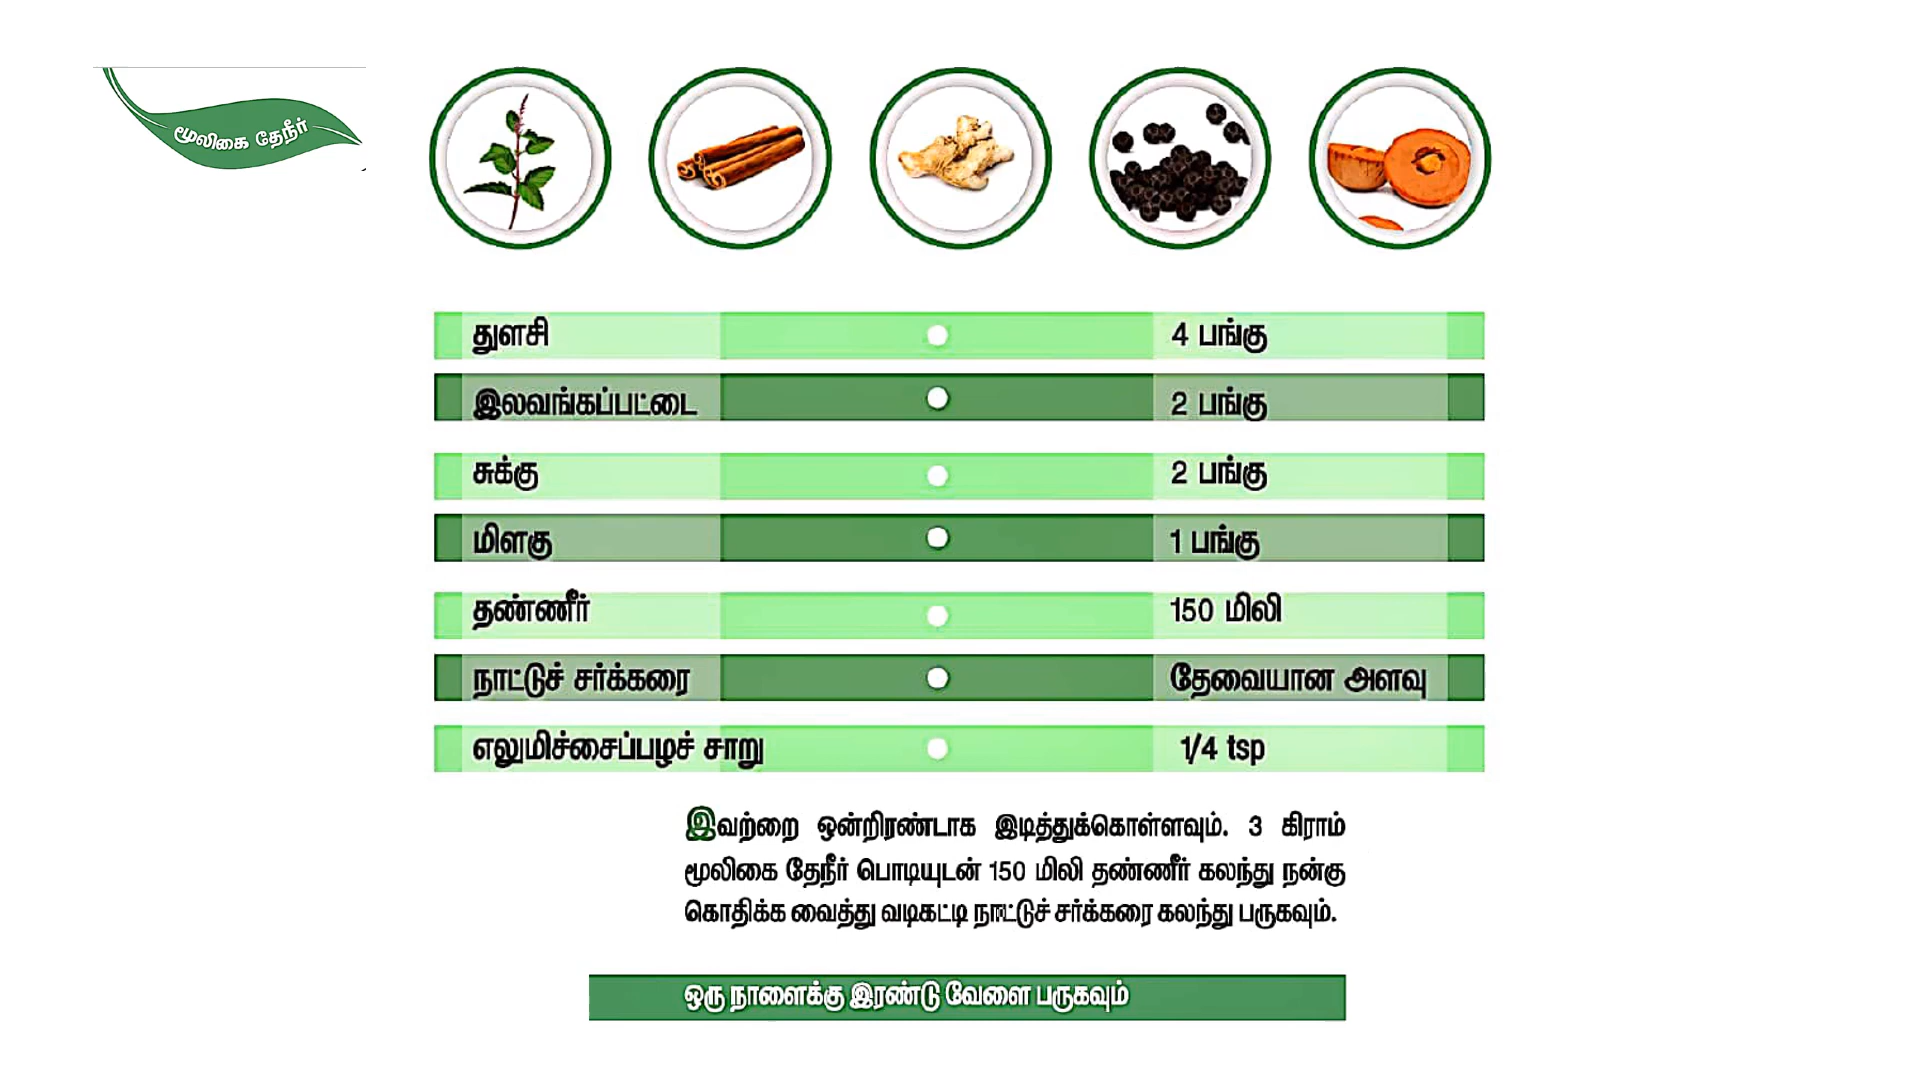 மூலிகை தேநீர்
துளசி 4 பங்கு
இலவங்கப்பட்டை 2 பங்கு
சுக்கு 2 பங்கு
மிளகு 1 பங்கு
தண்ணீர் 150 மிலி
நாட்டுச் சர்க்கரை தேவையான அளவு
எலுமிச்சைப்பழச் சாறு 1/4 tsp
இவற்றை ஒன்றிரண்டாக இடித்துக்கொள்ளவும். 3 கிராம்
மூலிகை தேநீர் பொடியுடன் 150 மிலி தண்ணீர் கலந்து நன்கு
கொதிக்க வைத்து வடிகட்டி நாட்டுச் சர்க்கரை கலந்து பருகவும்.
ஒரு நாளைக்கு இரண்டு வேளை பருகவும்